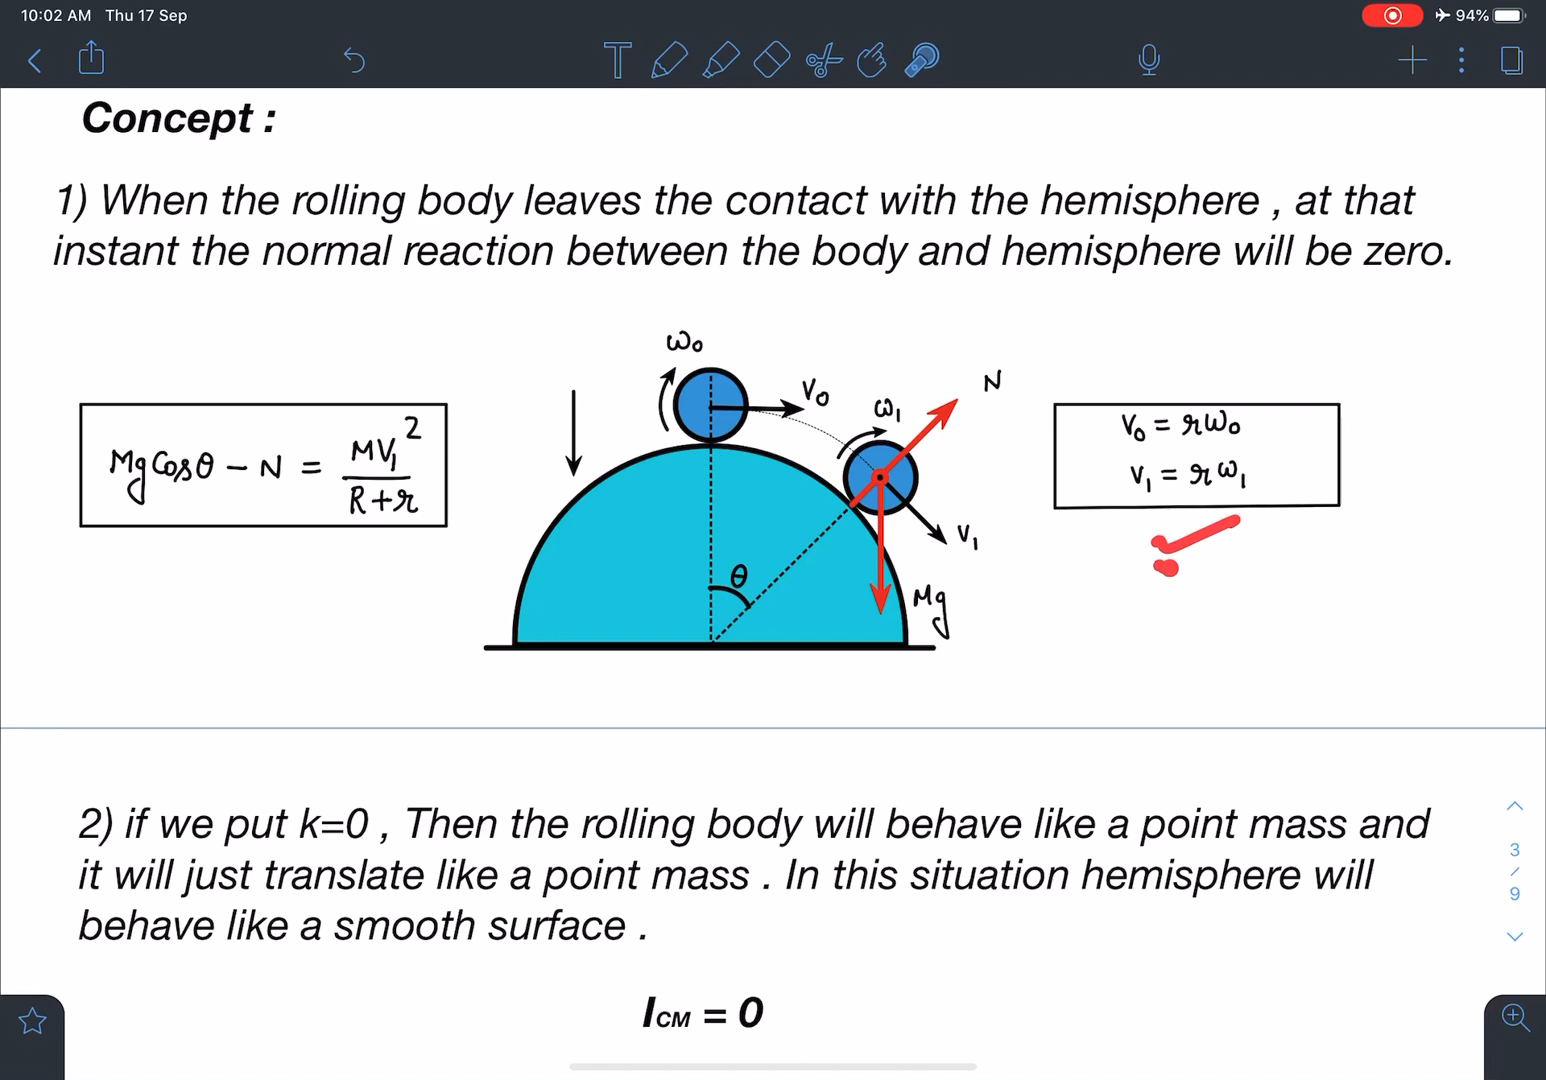 10:02 AM Thu 17 Sep
94%
T
Concept :
1) When the rolling body leaves the contact with the hemisphere , at that
instant the normal reaction between the body and hemisphere will be zero.
ω₀
V₀
ω₁
N
Mg Cosθ – N = MV₁² / R+r
V₀ = rω₀
V₁ = rω₁
V₁
θ
Mg
2) if we put k=0 , Then the rolling body will behave like a point mass and
it will just translate like a point mass . In this situation hemisphere will
behave like a smooth surface .
3
/
9
ICM = 0